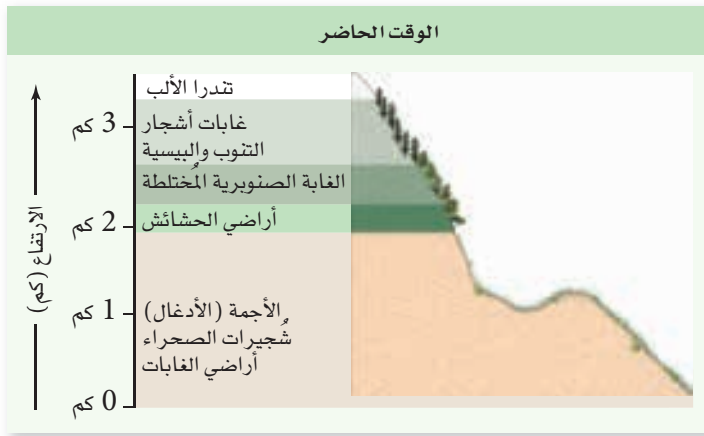 الوقت الحاضر
تندرا الألب
غابات أشجار
التنوب والبيسية
الغابة الصنوبرية المُختلطة
أراضي الحشائش
الأجمة (الأدغال)
شُجيرات الصحراء
أراضي الغابات
3 كم
2 كم
1 كم
0 كم
الارتفاع (كم)